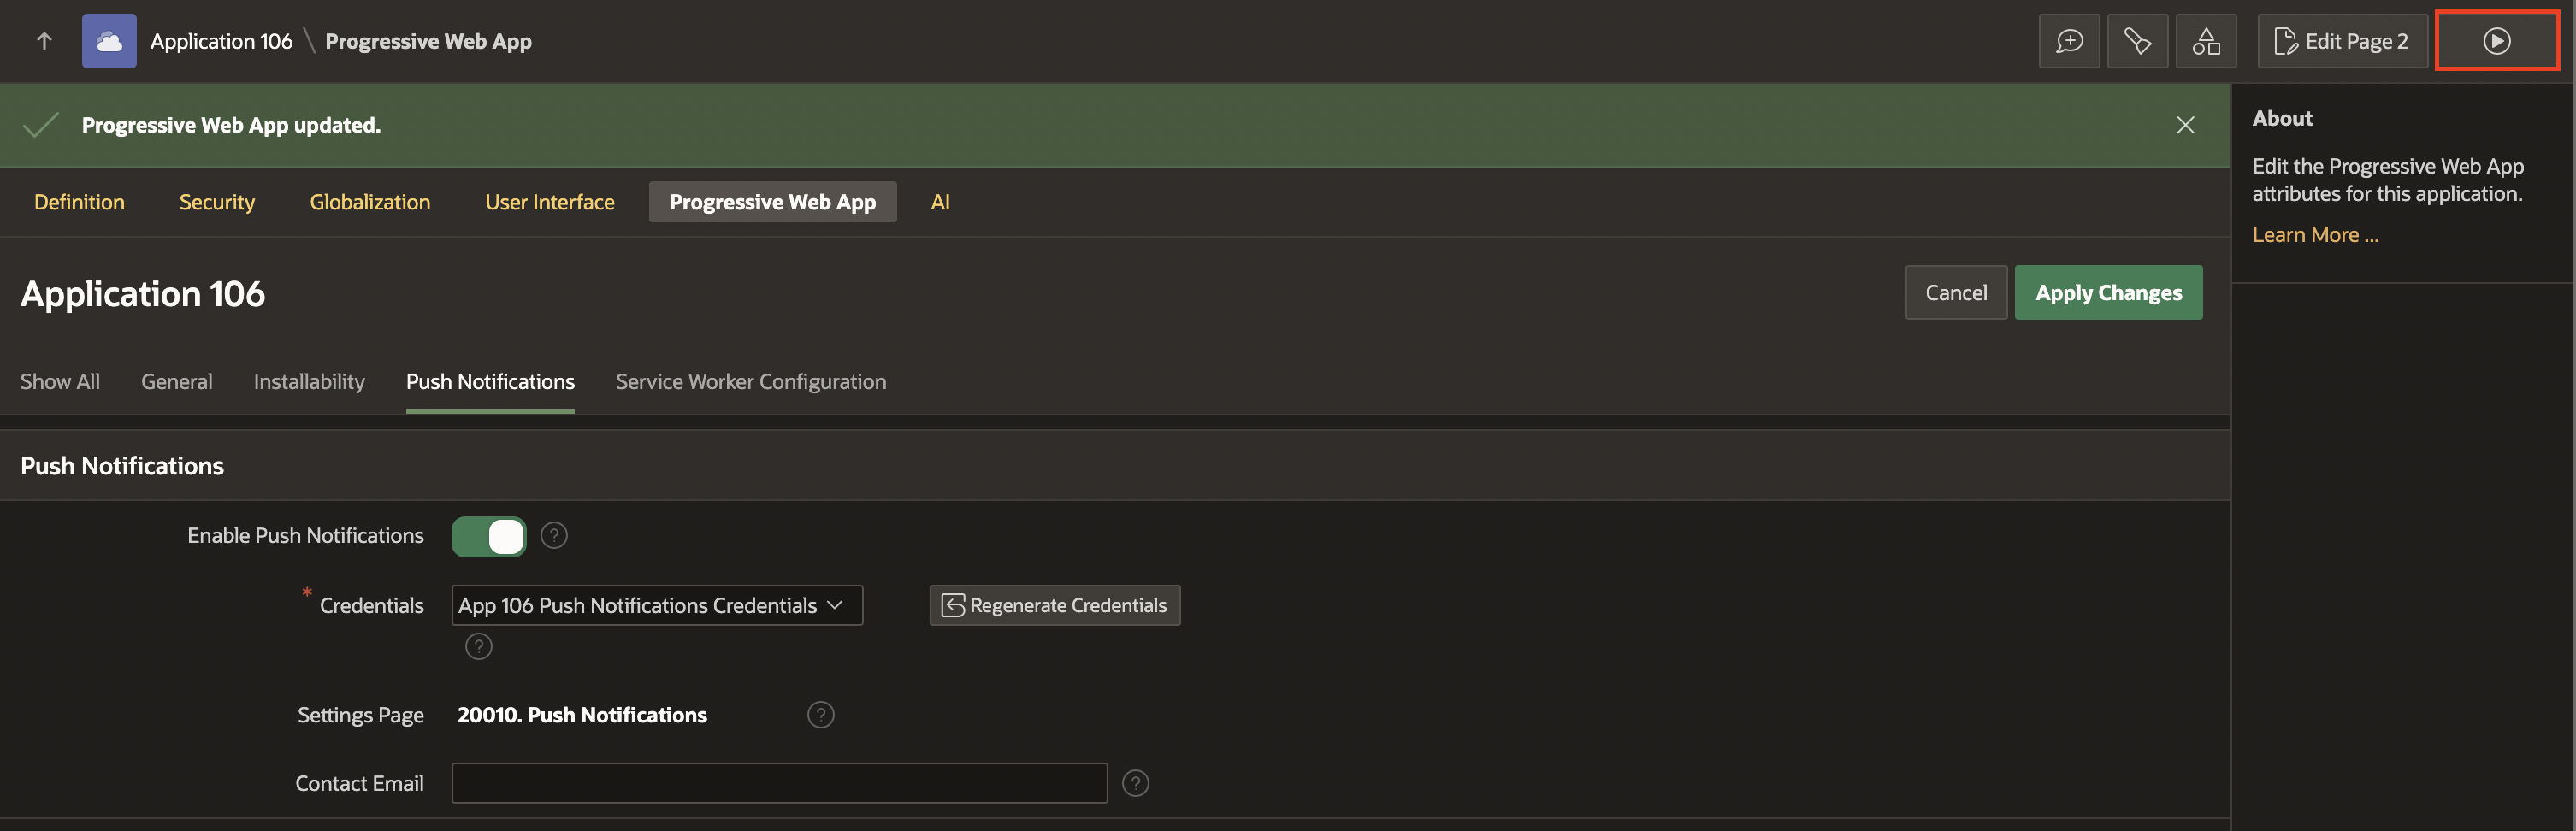 Application 106 \ Progressive Web App
Edit Page 2
Progressive Web App updated.
About
Edit the Progressive Web App
attributes for this application.
Learn More ...
Definition Security Globalization User Interface Progressive Web App AI
Application 106
Cancel Apply Changes
Show All General Installability Push Notifications Service Worker Configuration
Push Notifications
Enable Push Notifications ?
* Credentials App 106 Push Notifications Credentials Regenerate Credentials
?
Settings Page 20010. Push Notifications ?
Contact Email ?